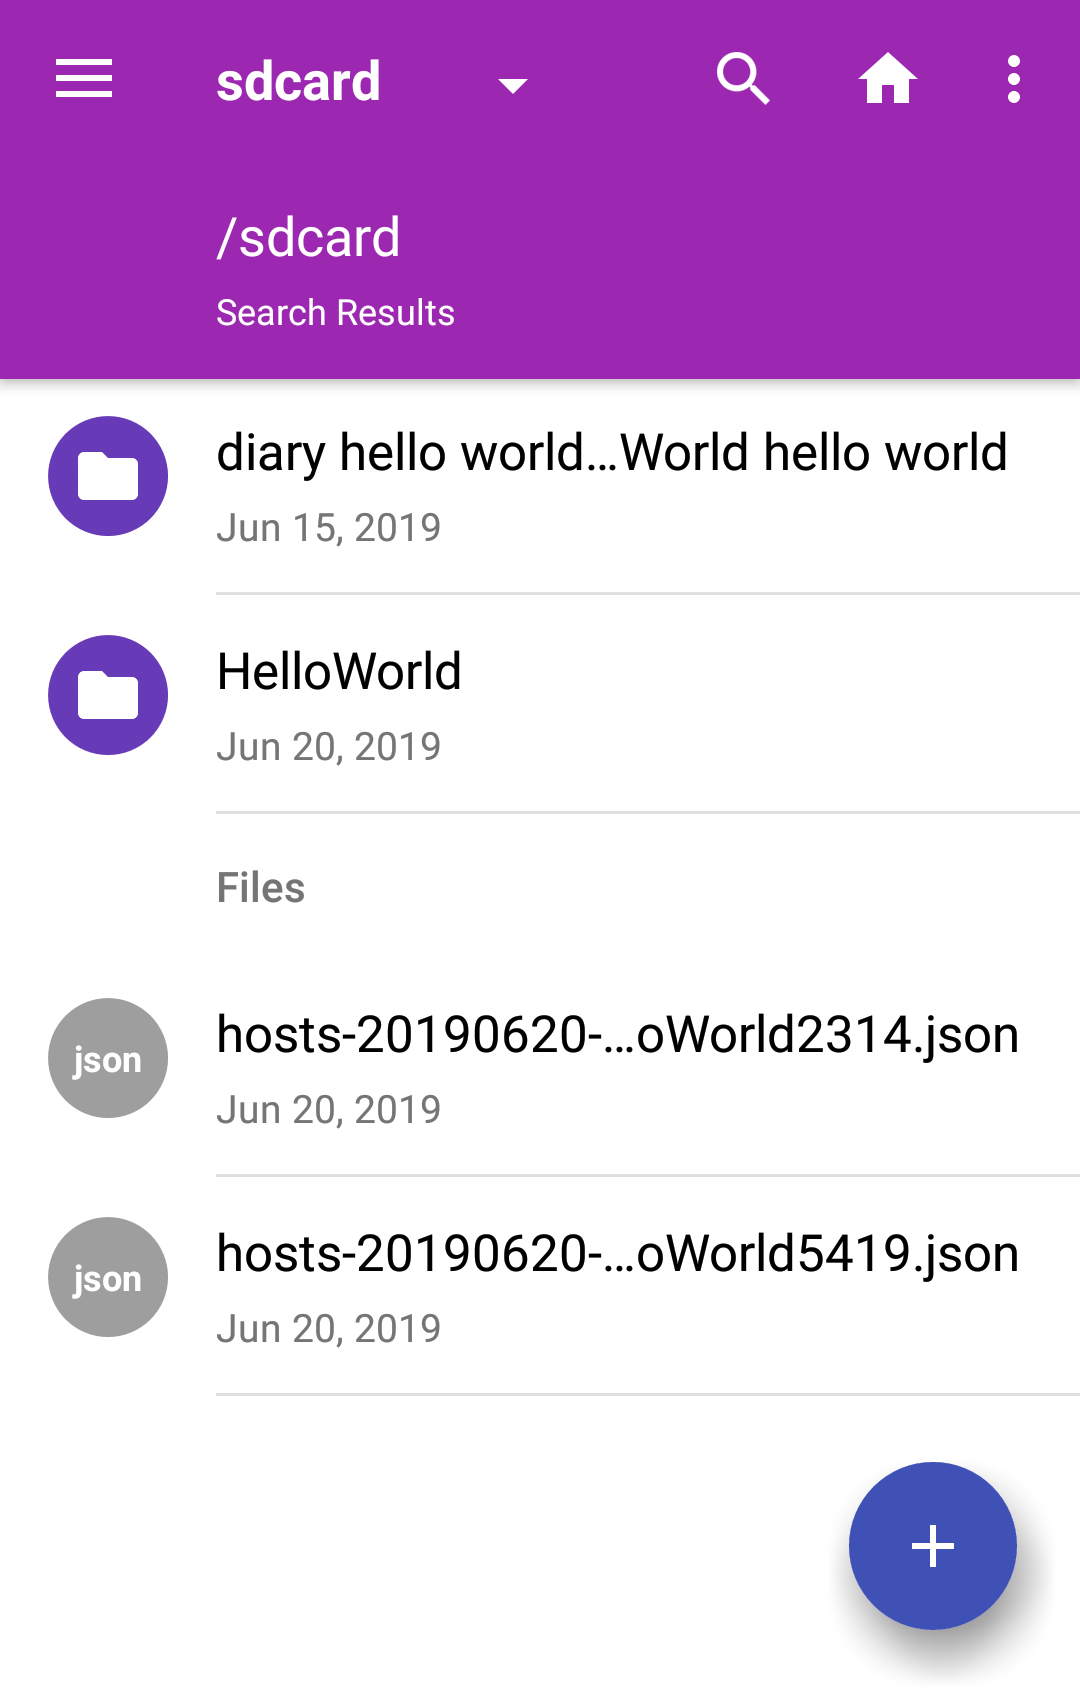 sdcard
/sdcard
Search Results
diary hello world…World hello world
Jun 15, 2019
HelloWorld
Jun 20, 2019
Files
json
hosts-20190620-…oWorld2314.json
Jun 20, 2019
json
hosts-20190620-…oWorld5419.json
Jun 20, 2019